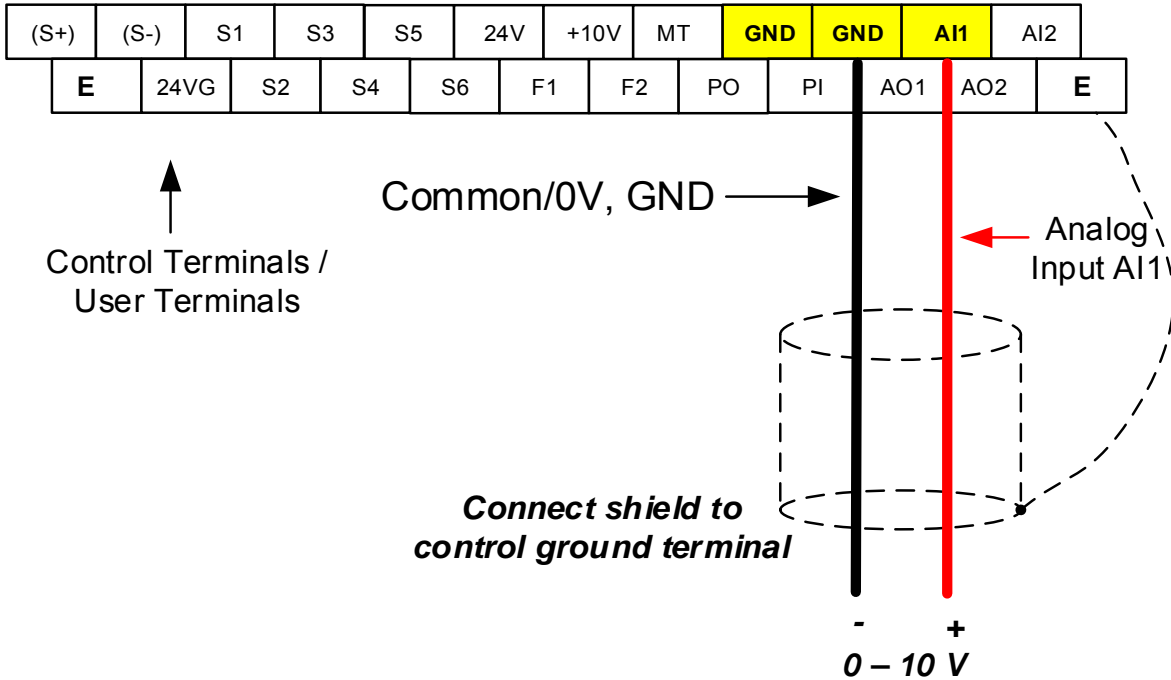 (S+) (S-) S1 S3 S5 24V +10V MT GND GND AI1 AI2
E 24VG S2 S4 S6 F1 F2 PO PI AO1 AO2 E
Common/0V, GND
Control Terminals /
User Terminals
Analog
Input AI1
Connect shield to
control ground terminal
- +
0 – 10 V